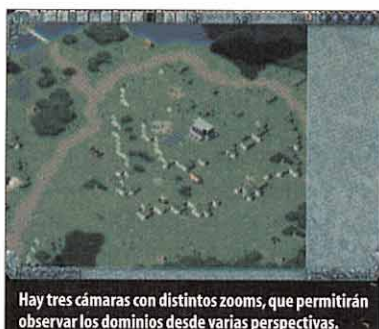 Hay tres cámaras con distintos zooms, que permitirán
observar los dominios desde varias perspectivas.